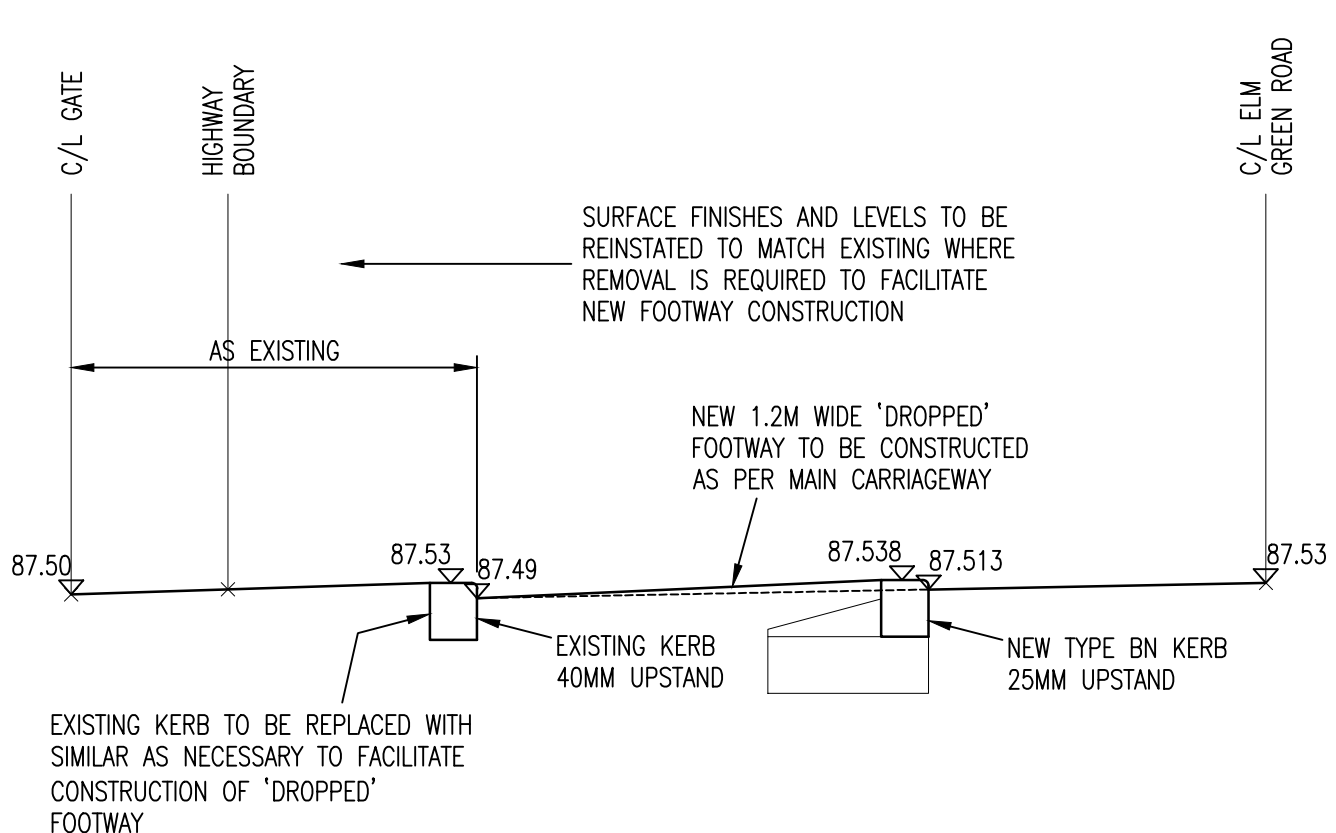 C/L GATE
HIGHWAY
BOUNDARY
C/L ELM
GREEN ROAD
SURFACE FINISHES AND LEVELS TO BE
REINSTATED TO MATCH EXISTING WHERE
REMOVAL IS REQUIRED TO FACILITATE
NEW FOOTWAY CONSTRUCTION
AS EXISTING
NEW 1.2M WIDE 'DROPPED'
FOOTWAY TO BE CONSTRUCTED
AS PER MAIN CARRIAGEWAY
87.50
87.53
87.49
87.538
87.513
87.53
EXISTING KERB
40MM UPSTAND
NEW TYPE BN KERB
25MM UPSTAND
EXISTING KERB TO BE REPLACED WITH
SIMILAR AS NECESSARY TO FACILITATE
CONSTRUCTION OF 'DROPPED'
FOOTWAY